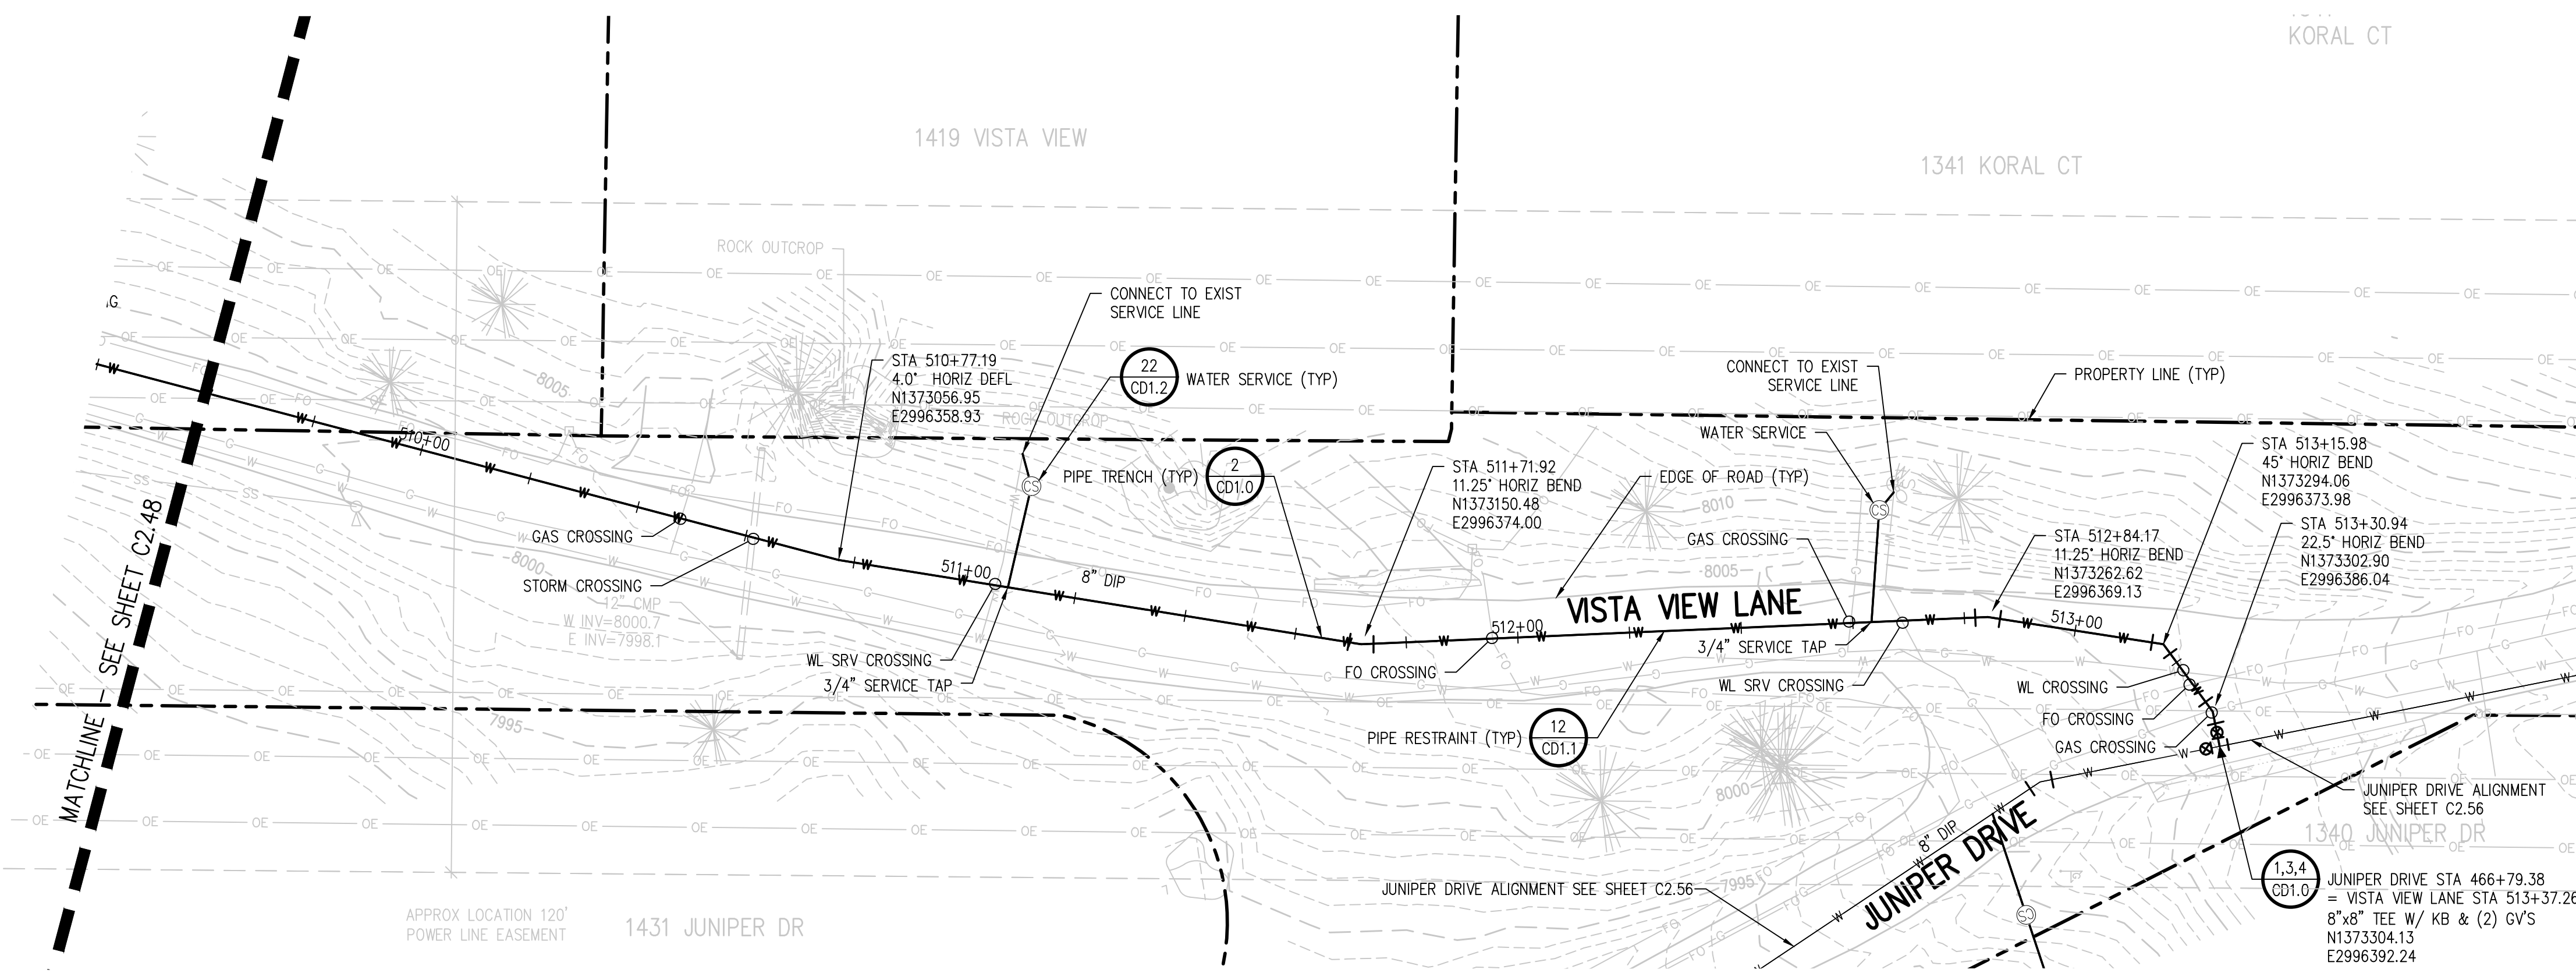 KORAL CT
1419 VISTA VIEW
1341 KORAL CT
ROCK OUTCROP
CONNECT TO EXIST
SERVICE LINE
STA 510+77.19
4.0° HORIZ DEFL
N1373056.95
E2996358.93
22
CD1.2
WATER SERVICE (TYP)
ROCK OUTCROP
CONNECT TO EXIST
SERVICE LINE
PROPERTY LINE (TYP)
WATER SERVICE
8005
510+00
PIPE TRENCH (TYP)
2
CD1.0
STA 511+71.92
11.25° HORIZ BEND
N1373150.48
E2996374.00
EDGE OF ROAD (TYP)
8010
STA 513+15.98
45° HORIZ BEND
N1373294.06
E2996373.98
STA 513+30.94
22.5° HORIZ BEND
N1373302.90
E2996386.04
STA 512+84.17
11.25° HORIZ BEND
N1373262.62
E2996369.13
GAS CROSSING
STORM CROSSING
8000
12" CMP
W INV=8000.7
E INV=7998.1
511+00
8" DIP
CS
CS
GAS CROSSING
8005
VISTA VIEW LANE
512+00
513+00
3/4" SERVICE TAP
WL SRV CROSSING
3/4" SERVICE TAP
FO CROSSING
WL SRV CROSSING
WL CROSSING
FO CROSSING
GAS CROSSING
MATCHLINE - SEE SHEET C2.48
7995
PIPE RESTRAINT (TYP)
12
CD1.1
8000
JUNIPER DRIVE ALIGNMENT
SEE SHEET C2.56
1340 JUNIPER DR
8" DIP
JUNIPER DRIVE
JUNIPER DRIVE ALIGNMENT SEE SHEET C2.56
7995
CS
1,3,4
CD1.0
JUNIPER DRIVE STA 466+79.38
= VISTA VIEW LANE STA 513+37.26
8"x8" TEE W/ KB & (2) GV'S
N1373304.13
E2996392.24
APPROX LOCATION 120'
POWER LINE EASEMENT
1431 JUNIPER DR